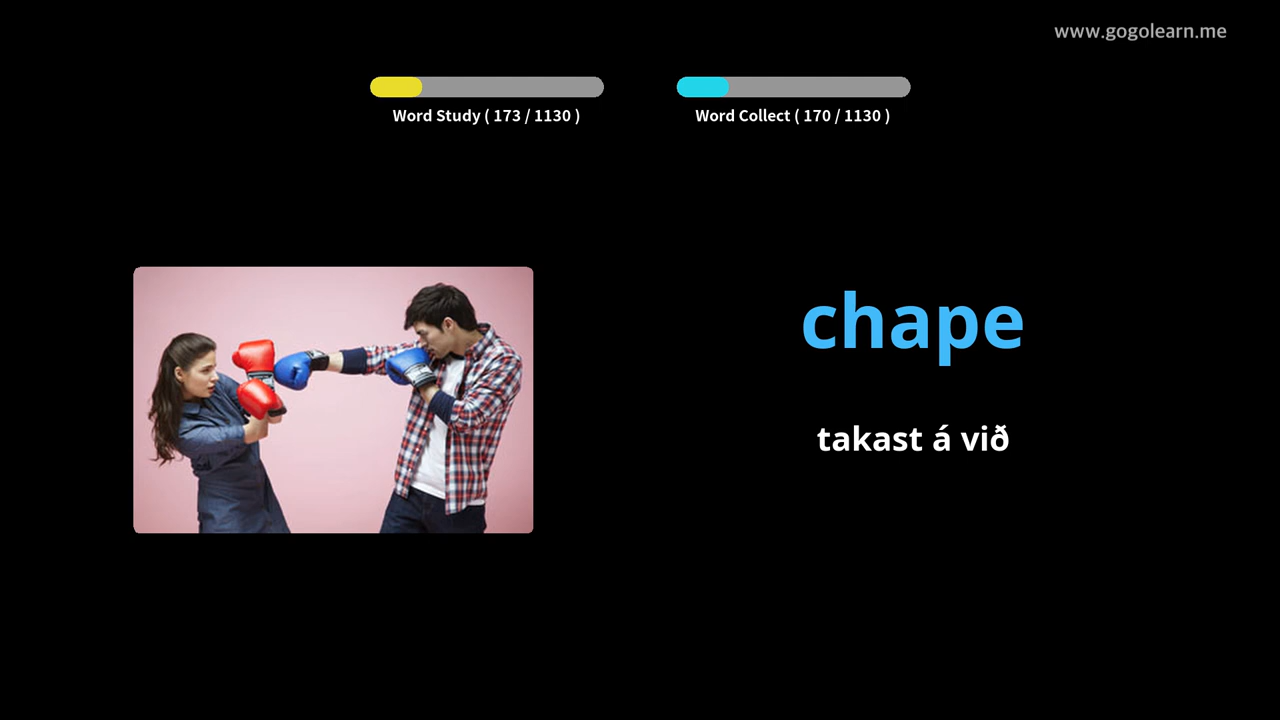 www.gogolearn.me
Word Study ( 173 / 1130 )
Word Collect ( 170 / 1130 )
chape
takast á við